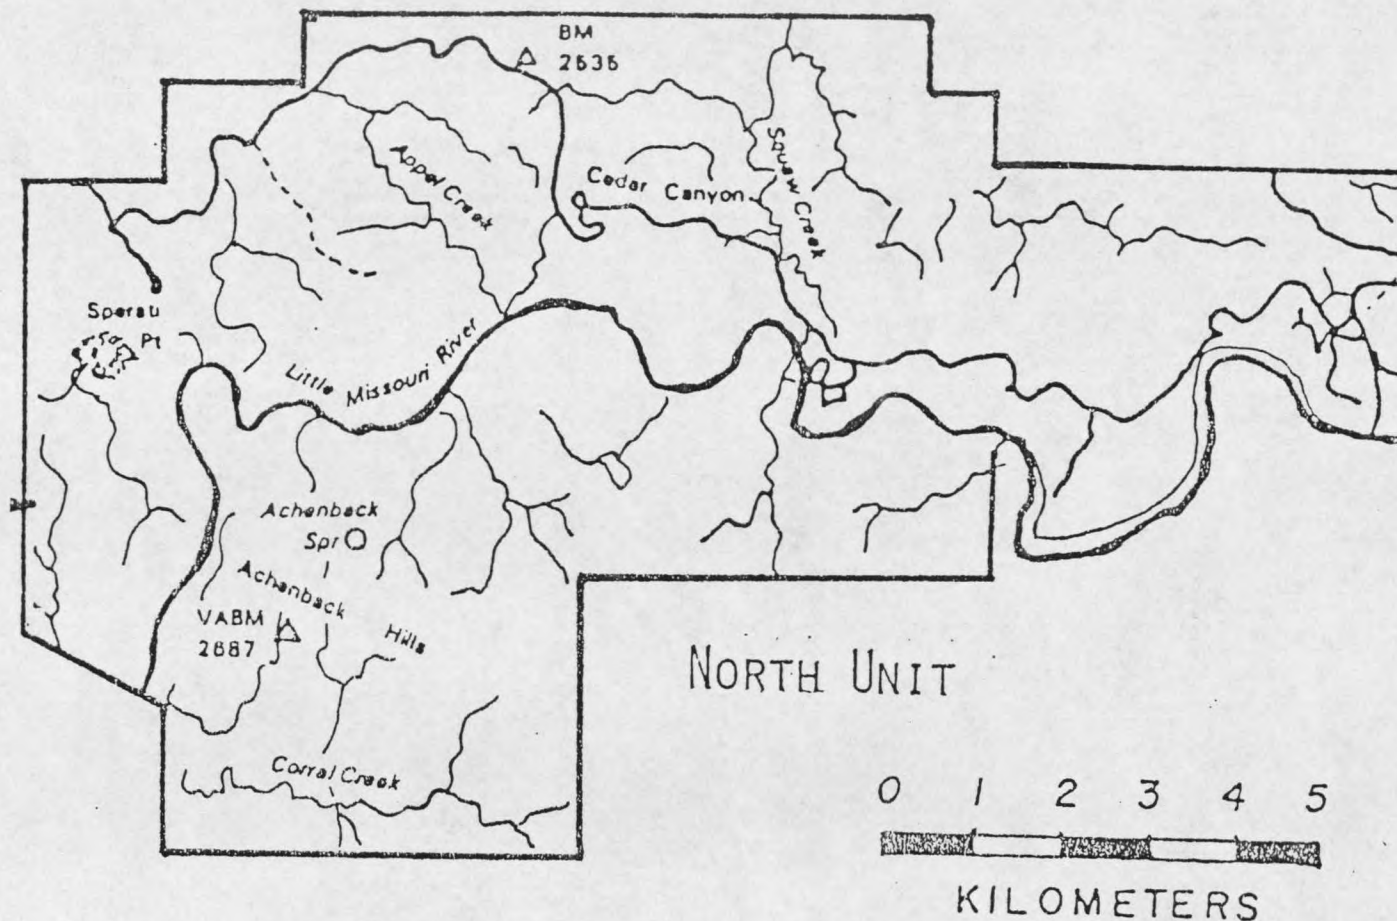 BM
2636
Appel Creek
Cedar Canyon
Squaw Creek
Sperati
Pt
Little Missouri River
Achenback
Spr
Achenback
Hills
VABM
2687
NORTH UNIT
Corral Creek
0 1 2 3 4 5
KILOMETERS